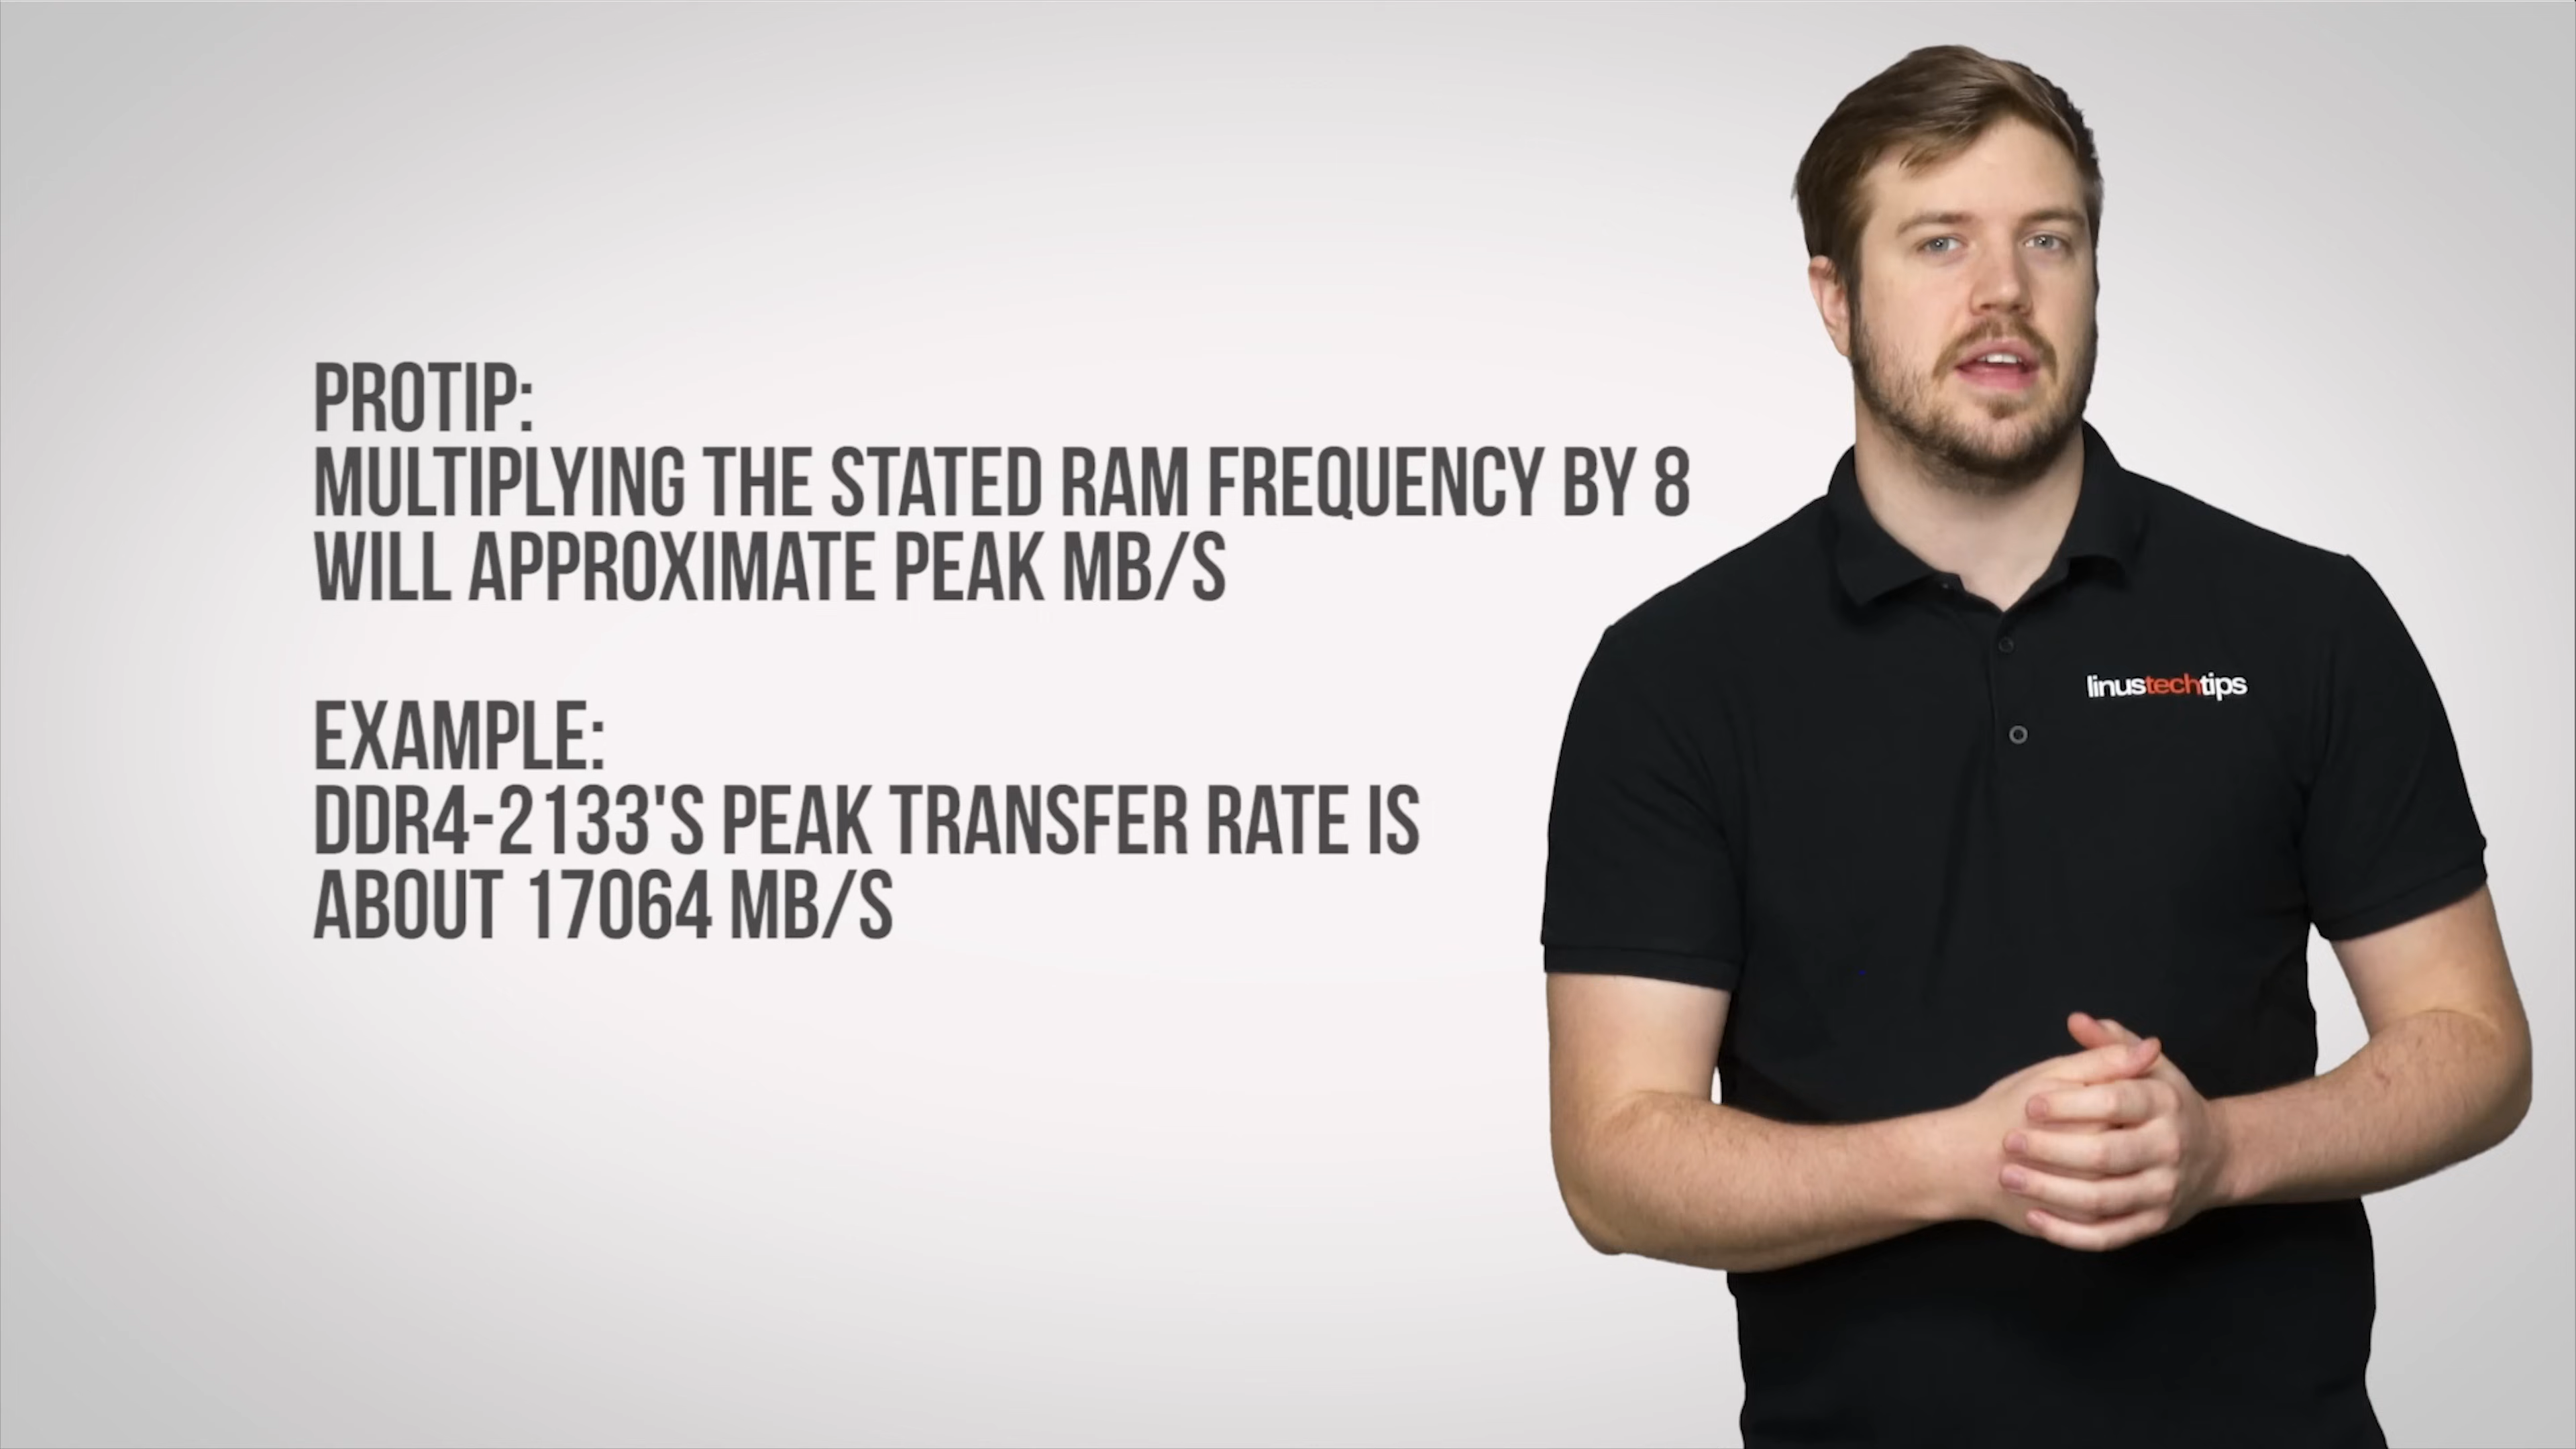 PROTIP:
MULTIPLYING THE STATED RAM FREQUENCY BY 8
WILL APPROXIMATE PEAK MB/S
EXAMPLE:
DDR4-2133'S PEAK TRANSFER RATE IS
ABOUT 17064 MB/S
linustechtips